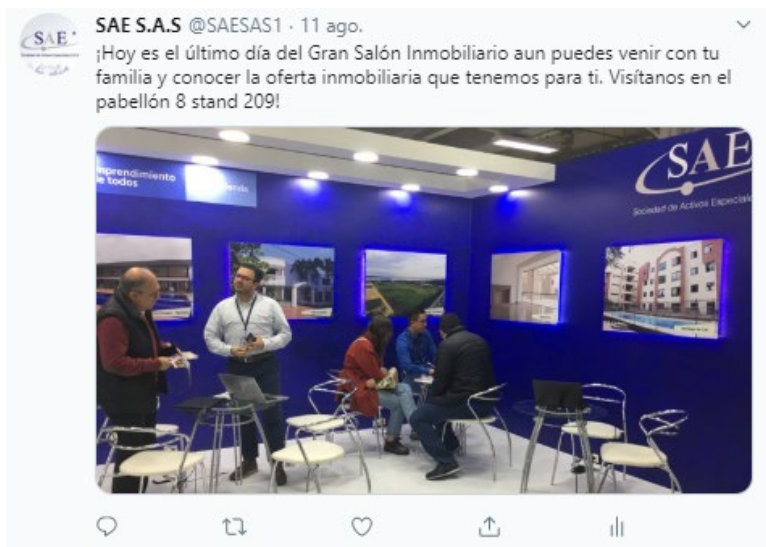 SAE S.A.S @SAESAS1 · 11 ago.
¡Hoy es el último día del Gran Salón Inmobiliario aun puedes venir con tu
familia y conocer la oferta inmobiliaria que tenemos para ti. Visítanos en el
pabellón 8 stand 209!
SAE
mprendimiento
e todos
SAE
Sociedad de Activos Especiale